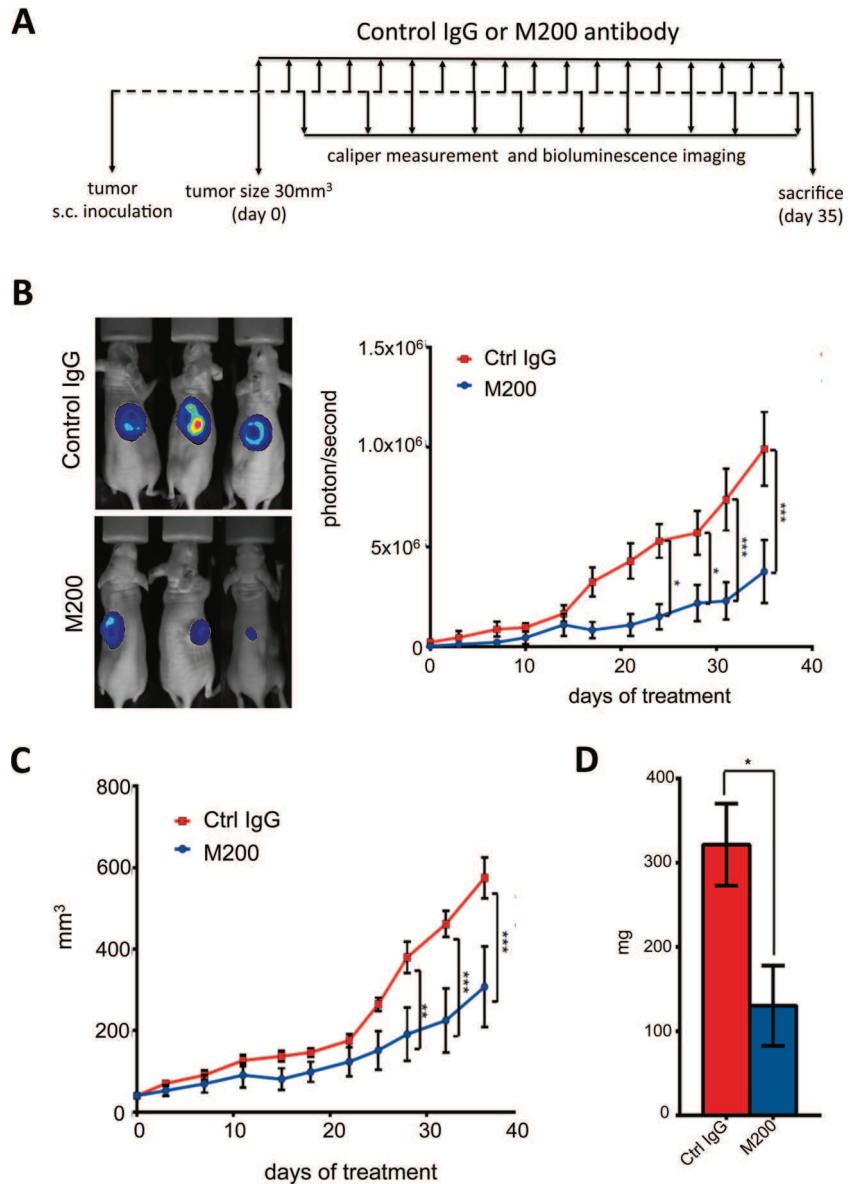 A
Control IgG or M200 antibody
caliper measurement and bioluminescence imaging
tumor
s.c. inoculation
tumor size 30mm³
(day 0)
sacrifice
(day 35)
B
Control IgG
M200
photon/second
1.5x10⁶
1.0x10⁶
5x10⁶
0
Ctrl IgG
M200
*
*
***
***
0
10
20
30
40
days of treatment
C
mm³
800
600
400
200
0
Ctrl IgG
M200
**
***
***
0
10
20
30
40
days of treatment
D
mg
400
300
200
100
0
*
Ctrl IgG
M200